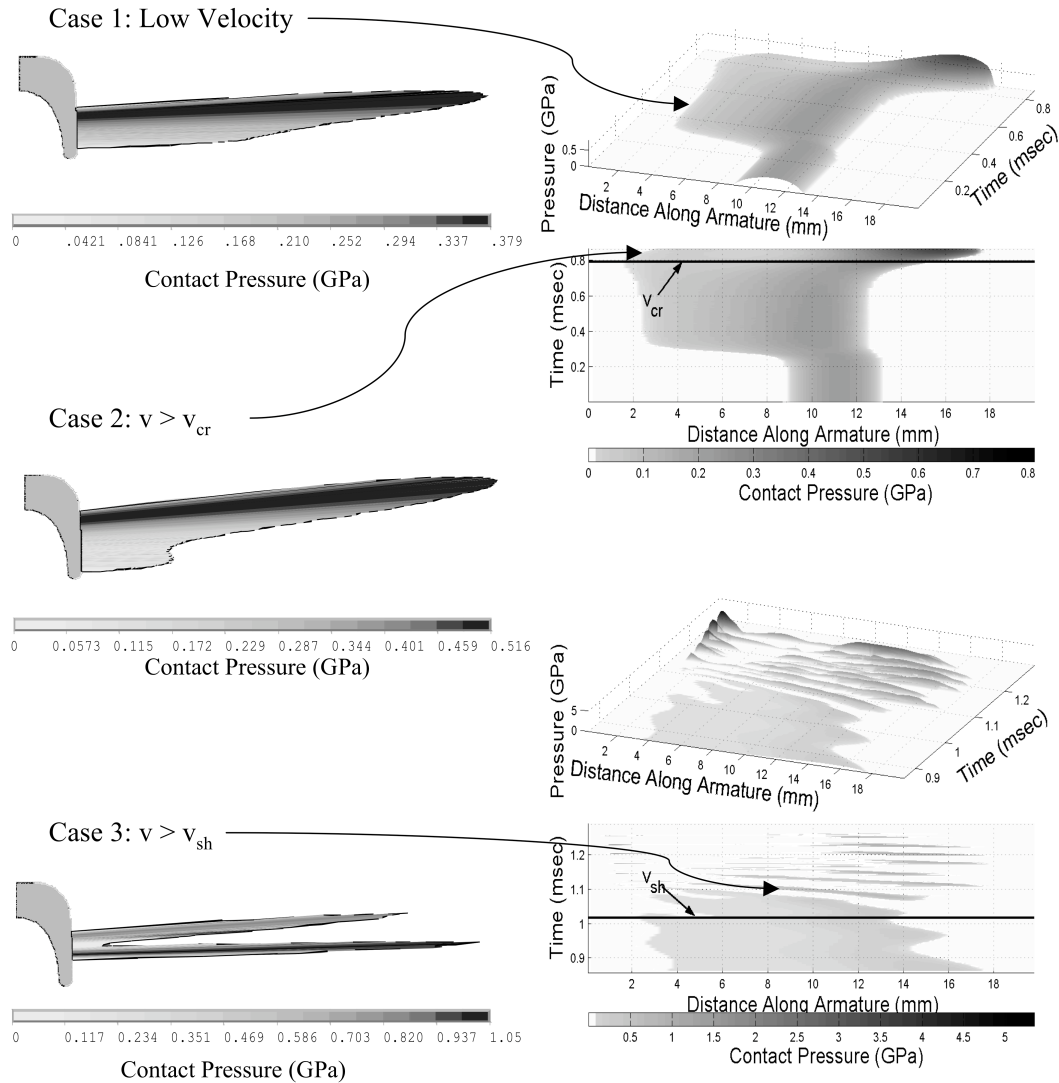 Case 1: Low Velocity
0 .0421 .0841 .126 .168 .210 .252 .294 .337 .379
Contact Pressure (GPa)
Pressure (GPa)
0.5
0
2 4 6 8 10 12 14 16 18
Distance Along Armature (mm)
0.2 0.4 0.6 0.8
Time (msec)
Time (msec)
0.8
0.6
0.4
0.2
v_cr
0 2 4 6 8 10 12 14 16 18
Distance Along Armature (mm)
0 0.1 0.2 0.3 0.4 0.5 0.6 0.7 0.8
Contact Pressure (GPa)
Case 2: v > v_cr
0 0.0573 0.115 0.172 0.229 0.287 0.344 0.401 0.459 0.516
Contact Pressure (GPa)
Pressure (GPa)
5
0
2 4 6 8 10 12 14 16 18
Distance Along Armature (mm)
0.9 1 1.1 1.2
Time (msec)
Case 3: v > v_sh
0 0.117 0.234 0.351 0.469 0.586 0.703 0.820 0.937 1.05
Contact Pressure (GPa)
Time (msec)
1.2
1.1
1
0.9
v_sh
2 4 6 8 10 12 14 16 18
Distance Along Armature (mm)
0.5 1 1.5 2 2.5 3 3.5 4 4.5 5
Contact Pressure (GPa)